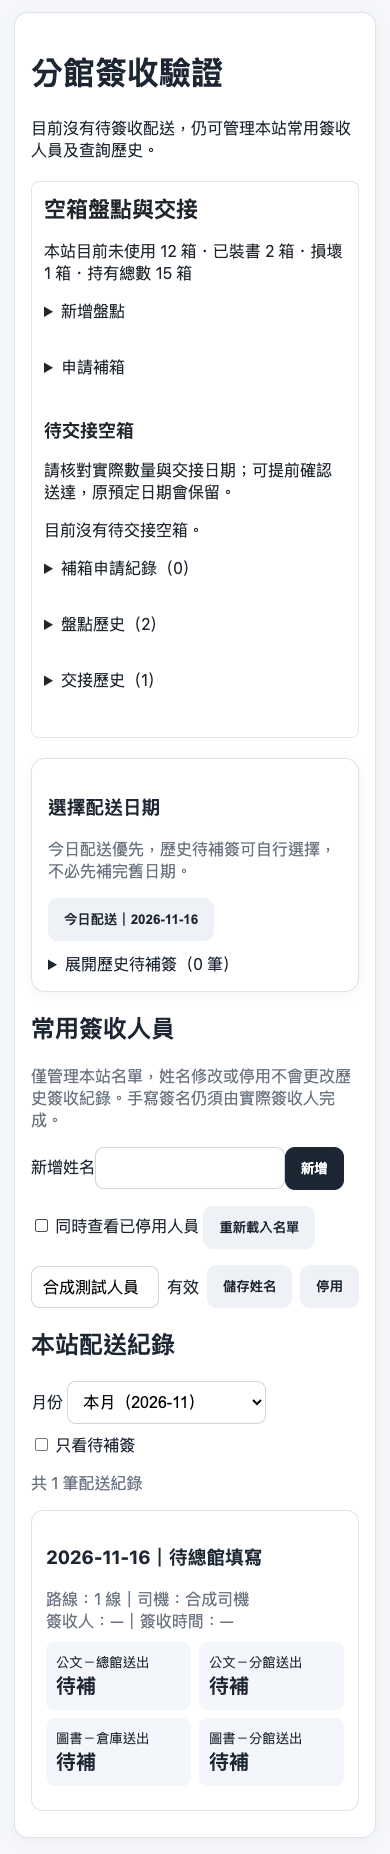 分館簽收驗證
目前沒有待簽收配送，仍可管理本站常用簽收
人員及查詢歷史。
空箱盤點與交接
本站目前未使用 12 箱・已裝書 2 箱・損壞
1 箱・持有總數 15 箱
▶ 新增盤點
▶ 申請補箱
待交接空箱
請核對實際數量與交接日期；可提前確認
送達，原預定日期會保留。
目前沒有待交接空箱。
▶ 補箱申請紀錄（0）
▶ 盤點歷史（2）
▶ 交接歷史（1）
選擇配送日期
今日配送優先，歷史待補簽可自行選擇，
不必先補完舊日期。
今日配送｜2026-11-16
▶ 展開歷史待補簽（0 筆）
常用簽收人員
僅管理本站名單，姓名修改或停用不會更改歷
史簽收紀錄。手寫簽名仍須由實際簽收人完
成。
新增姓名 新增
同時查看已停用人員 重新載入名單
合成測試人員 有效 儲存姓名 停用
本站配送紀錄
月份 本月（2026-11）
只看待補簽
共 1 筆配送紀錄
2026-11-16｜待總館填寫
路線：1 線｜司機：合成司機
簽收人：—｜簽收時間：—
公文－總館送出 公文－分館送出
待補 待補
圖書－倉庫送出 圖書－分館送出
待補 待補